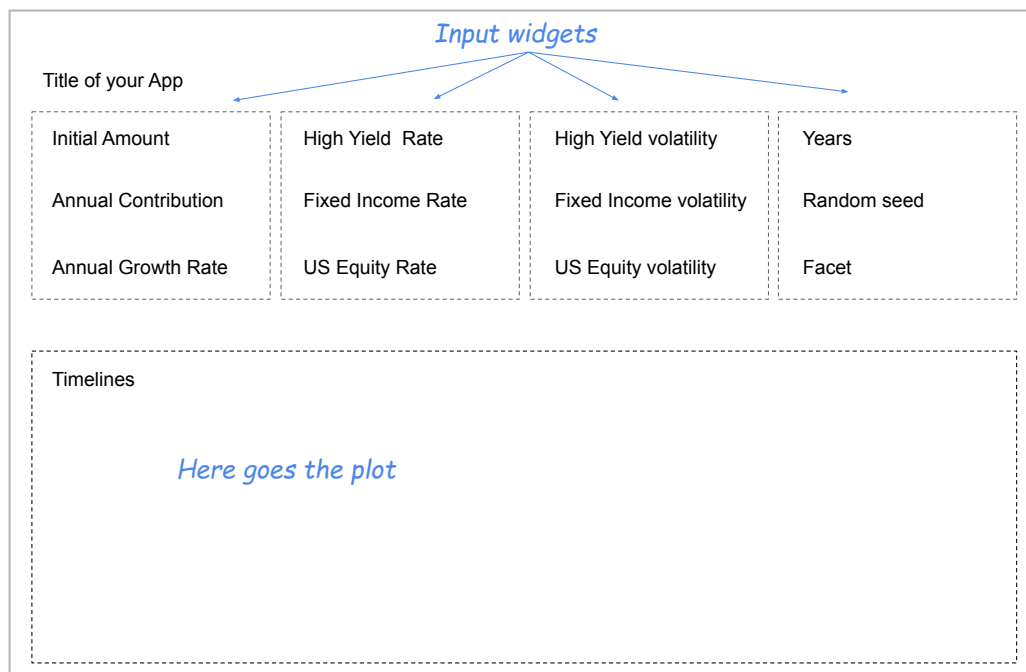 Input widgets
Title of your App
Initial Amount
High Yield  Rate
High Yield volatility
Years
Annual Contribution
Fixed Income Rate
Fixed Income volatility
Random seed
Annual Growth Rate
US Equity Rate
US Equity volatility
Facet
Timelines
Here goes the plot